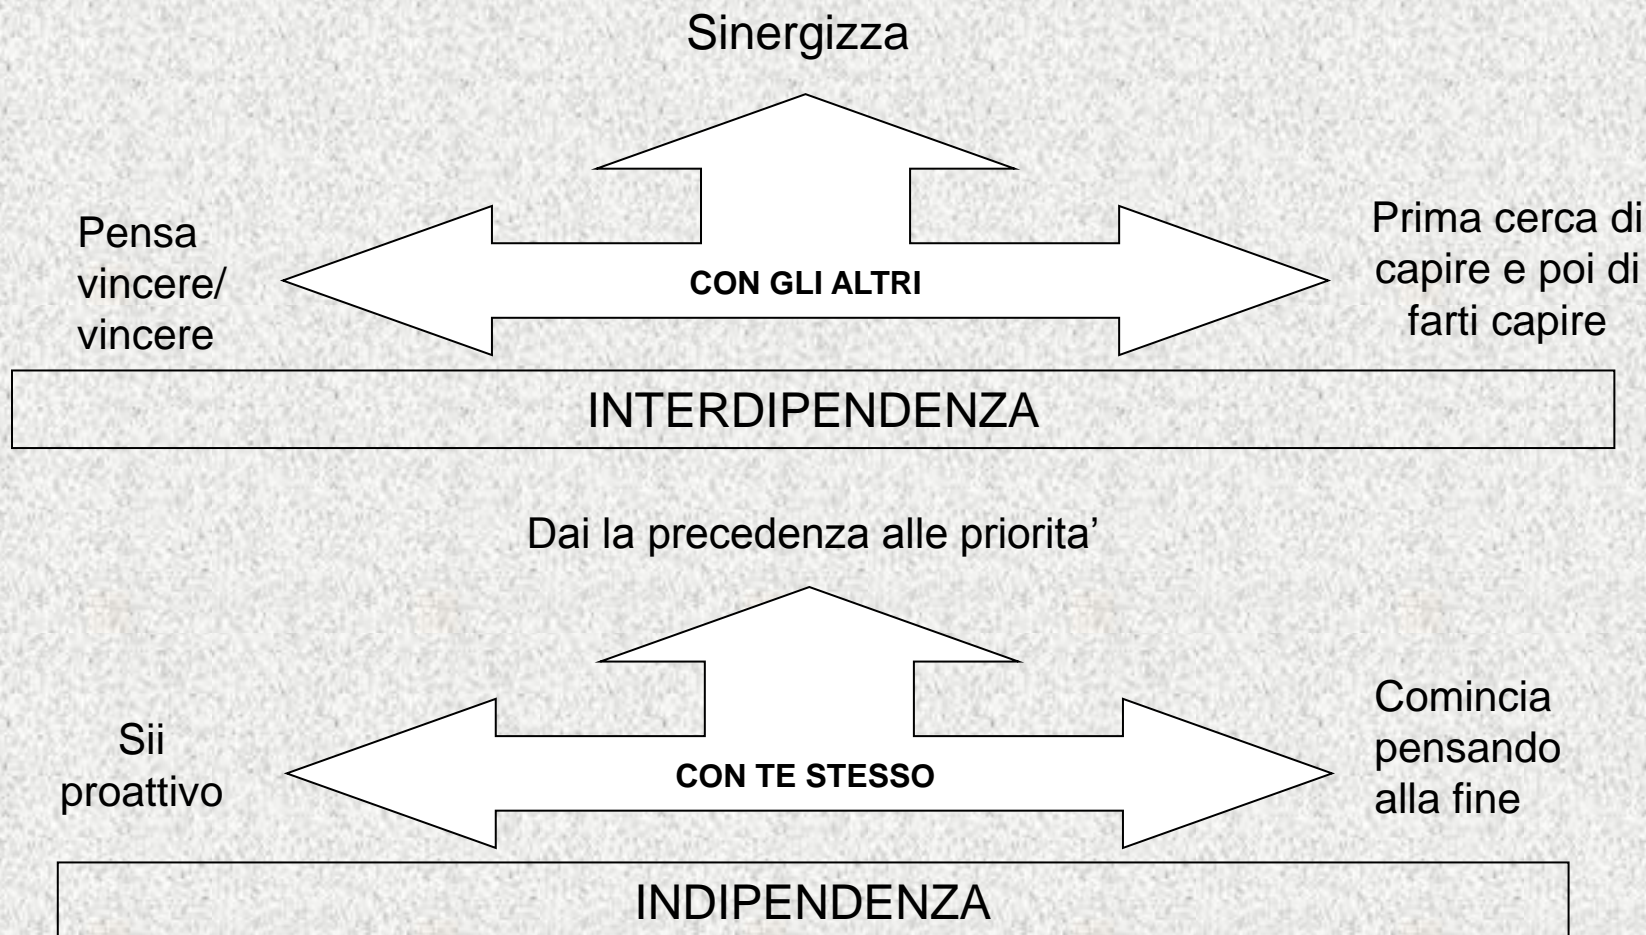 Sinergizza
Pensa
vincere/
vincere
CON GLI ALTRI
Prima cerca di
capire e poi di
farti capire
INTERDIPENDENZA
Dai la precedenza alle priorita’
Sii
proattivo
CON TE STESSO
Comincia
pensando
alla fine
INDIPENDENZA